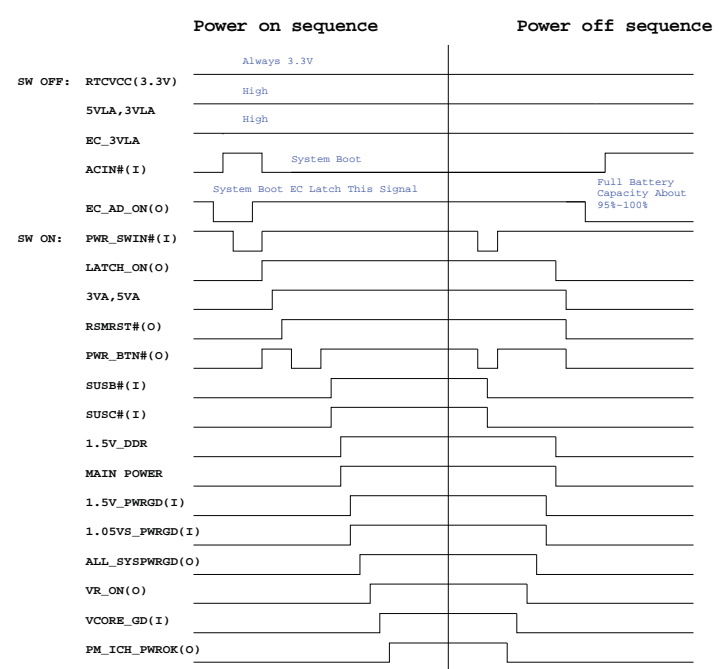 Power on sequence Power off sequence
Always 3.3V
SW OFF: RTCVCC(3.3V)
High
5VLA,3VLA
High
EC_3VLA
System Boot
ACIN#(I)
System Boot EC Latch This Signal
Full Battery
Capacity About
95%-100%
EC_AD_ON(O)
SW ON: PWR_SWIN#(I)
LATCH_ON(O)
3VA,5VA
RSMRST#(O)
PWR_BTN#(O)
SUSB#(I)
SUSC#(I)
1.5V_DDR
MAIN POWER
1.5V_PWRGD(I)
1.05VS_PWRGD(I)
ALL_SYSPWRGD(O)
VR_ON(O)
VCORE_GD(I)
PM_ICH_PWROK(O)